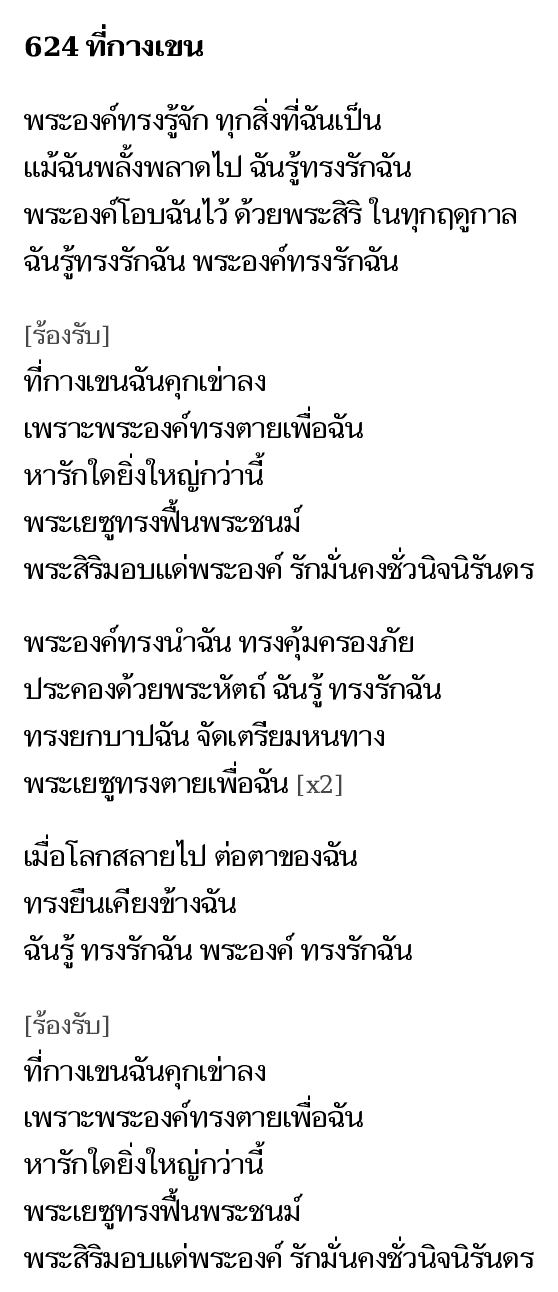 624 ที่กางเขน
พระองค์ทรงรู้จัก ทุกสิ่งที่ฉันเป็น
แม้ฉันพลั้งพลาดไป ฉันรู้ทรงรักฉัน
พระองค์โอบฉันไว้ ด้วยพระสิริ ในทุกฤดูกาล
ฉันรู้ทรงรักฉัน พระองค์ทรงรักฉัน
[ร้องรับ]
ที่กางเขนฉันคุกเข่าลง
เพราะพระองค์ทรงตายเพื่อฉัน
หารักใดยิ่งใหญ่กว่านี้
พระเยซูทรงฟื้นพระชนม์
พระสิริมอบแด่พระองค์ รักมั่นคงชั่วนิจนิรันดร
พระองค์ทรงนำฉัน ทรงคุ้มครองภัย
ประคองด้วยพระหัตถ์ ฉันรู้ ทรงรักฉัน
ทรงยกบาปฉัน จัดเตรียมหนทาง
พระเยซูทรงตายเพื่อฉัน [x2]
เมื่อโลกสลายไป ต่อตาของฉัน
ทรงยืนเคียงข้างฉัน
ฉันรู้ ทรงรักฉัน พระองค์ ทรงรักฉัน
[ร้องรับ]
ที่กางเขนฉันคุกเข่าลง
เพราะพระองค์ทรงตายเพื่อฉัน
หารักใดยิ่งใหญ่กว่านี้
พระเยซูทรงฟื้นพระชนม์
พระสิริมอบแด่พระองค์ รักมั่นคงชั่วนิจนิรันดร